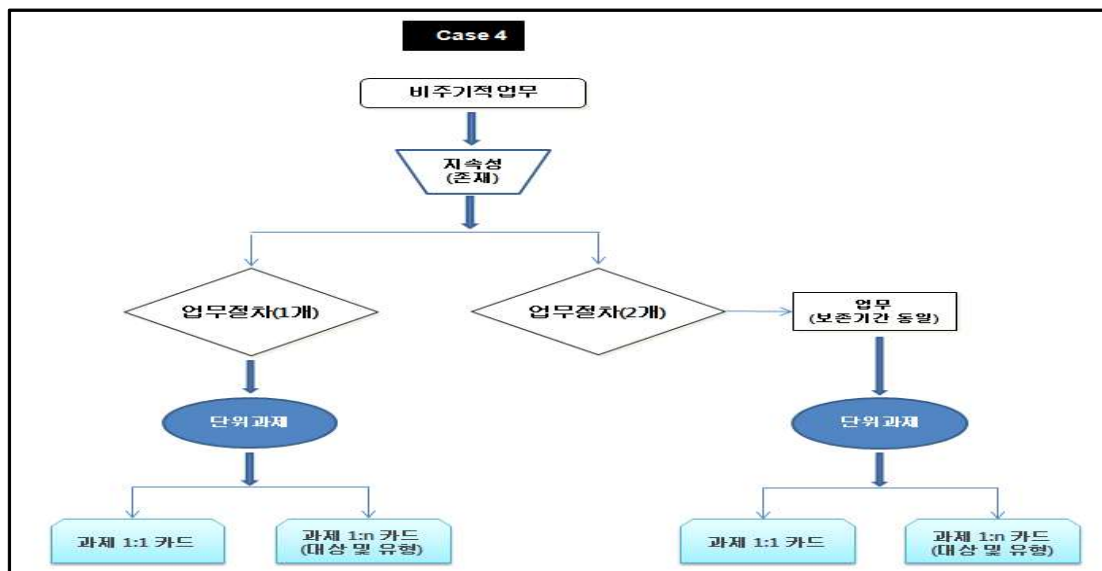 Case 4
비주기적업무
지속성
(존재)
업무절차(1개)
업무절차(2개)
업무
(보존기간 동일)
단위과제
단위과제
과제 1:1 카드
과제 1:n 카드
(대상 및 유형)
과제 1:1 카드
과제 1:n 카드
(대상 및 유형)